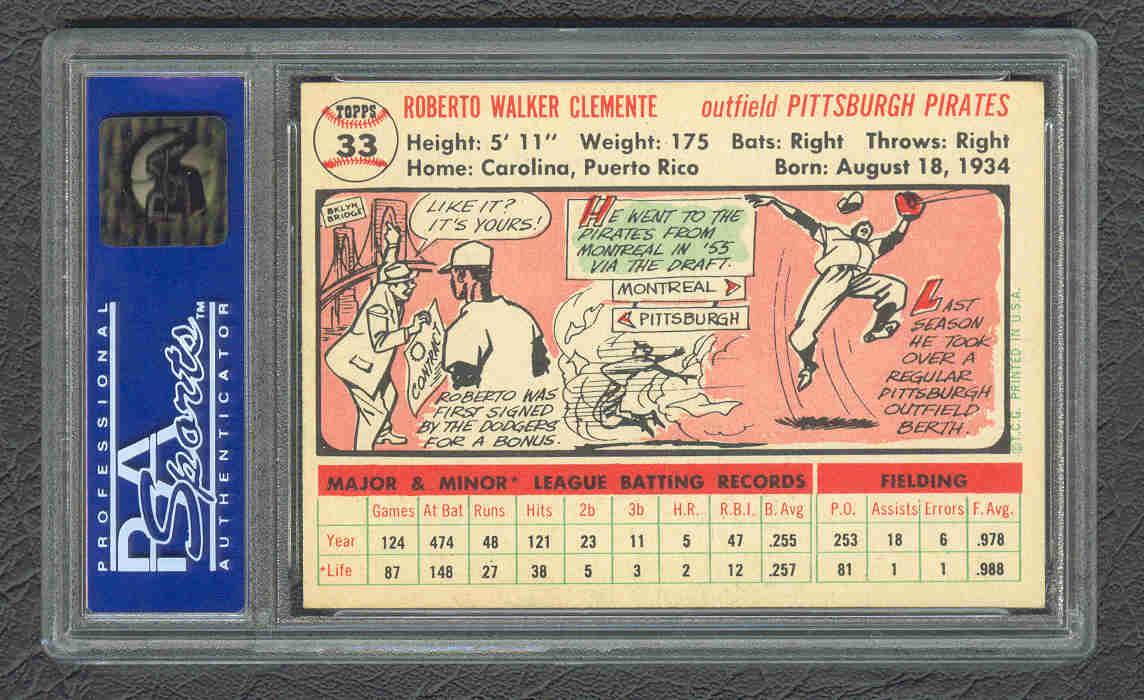 PROFESSIONAL
PSA
Sports™
AUTHENTICATOR
TOPPS
33
ROBERTO WALKER CLEMENTE outfield PITTSBURGH PIRATES
Height: 5' 11" Weight: 175 Bats: Right Throws: Right
Home: Carolina, Puerto Rico Born: August 18, 1934
BKLYN
BRIDGE
LIKE IT?
IT'S YOURS!
CONTRACT
ROBERTO WAS
FIRST SIGNED
BY THE DODGERS
FOR A BONUS.
HE WENT TO THE
PIRATES FROM
MONTREAL IN '55
VIA THE DRAFT.
MONTREAL
PITTSBURGH
LAST
SEASON
HE TOOK
OVER A
REGULAR
PITTSBURGH
OUTFIELD
BERTH.
©T.C.G. PRINTED IN U.S.A.
MAJOR & MINOR* LEAGUE BATTING RECORDS FIELDING
Games At Bat Runs Hits 2b 3b H.R. R.B.I. B. Avg P.O. Assists Errors F. Avg.
Year 124 474 48 121 23 11 5 47 .255 253 18 6 .978
*Life 87 148 27 38 5 3 2 12 .257 81 1 1 .988